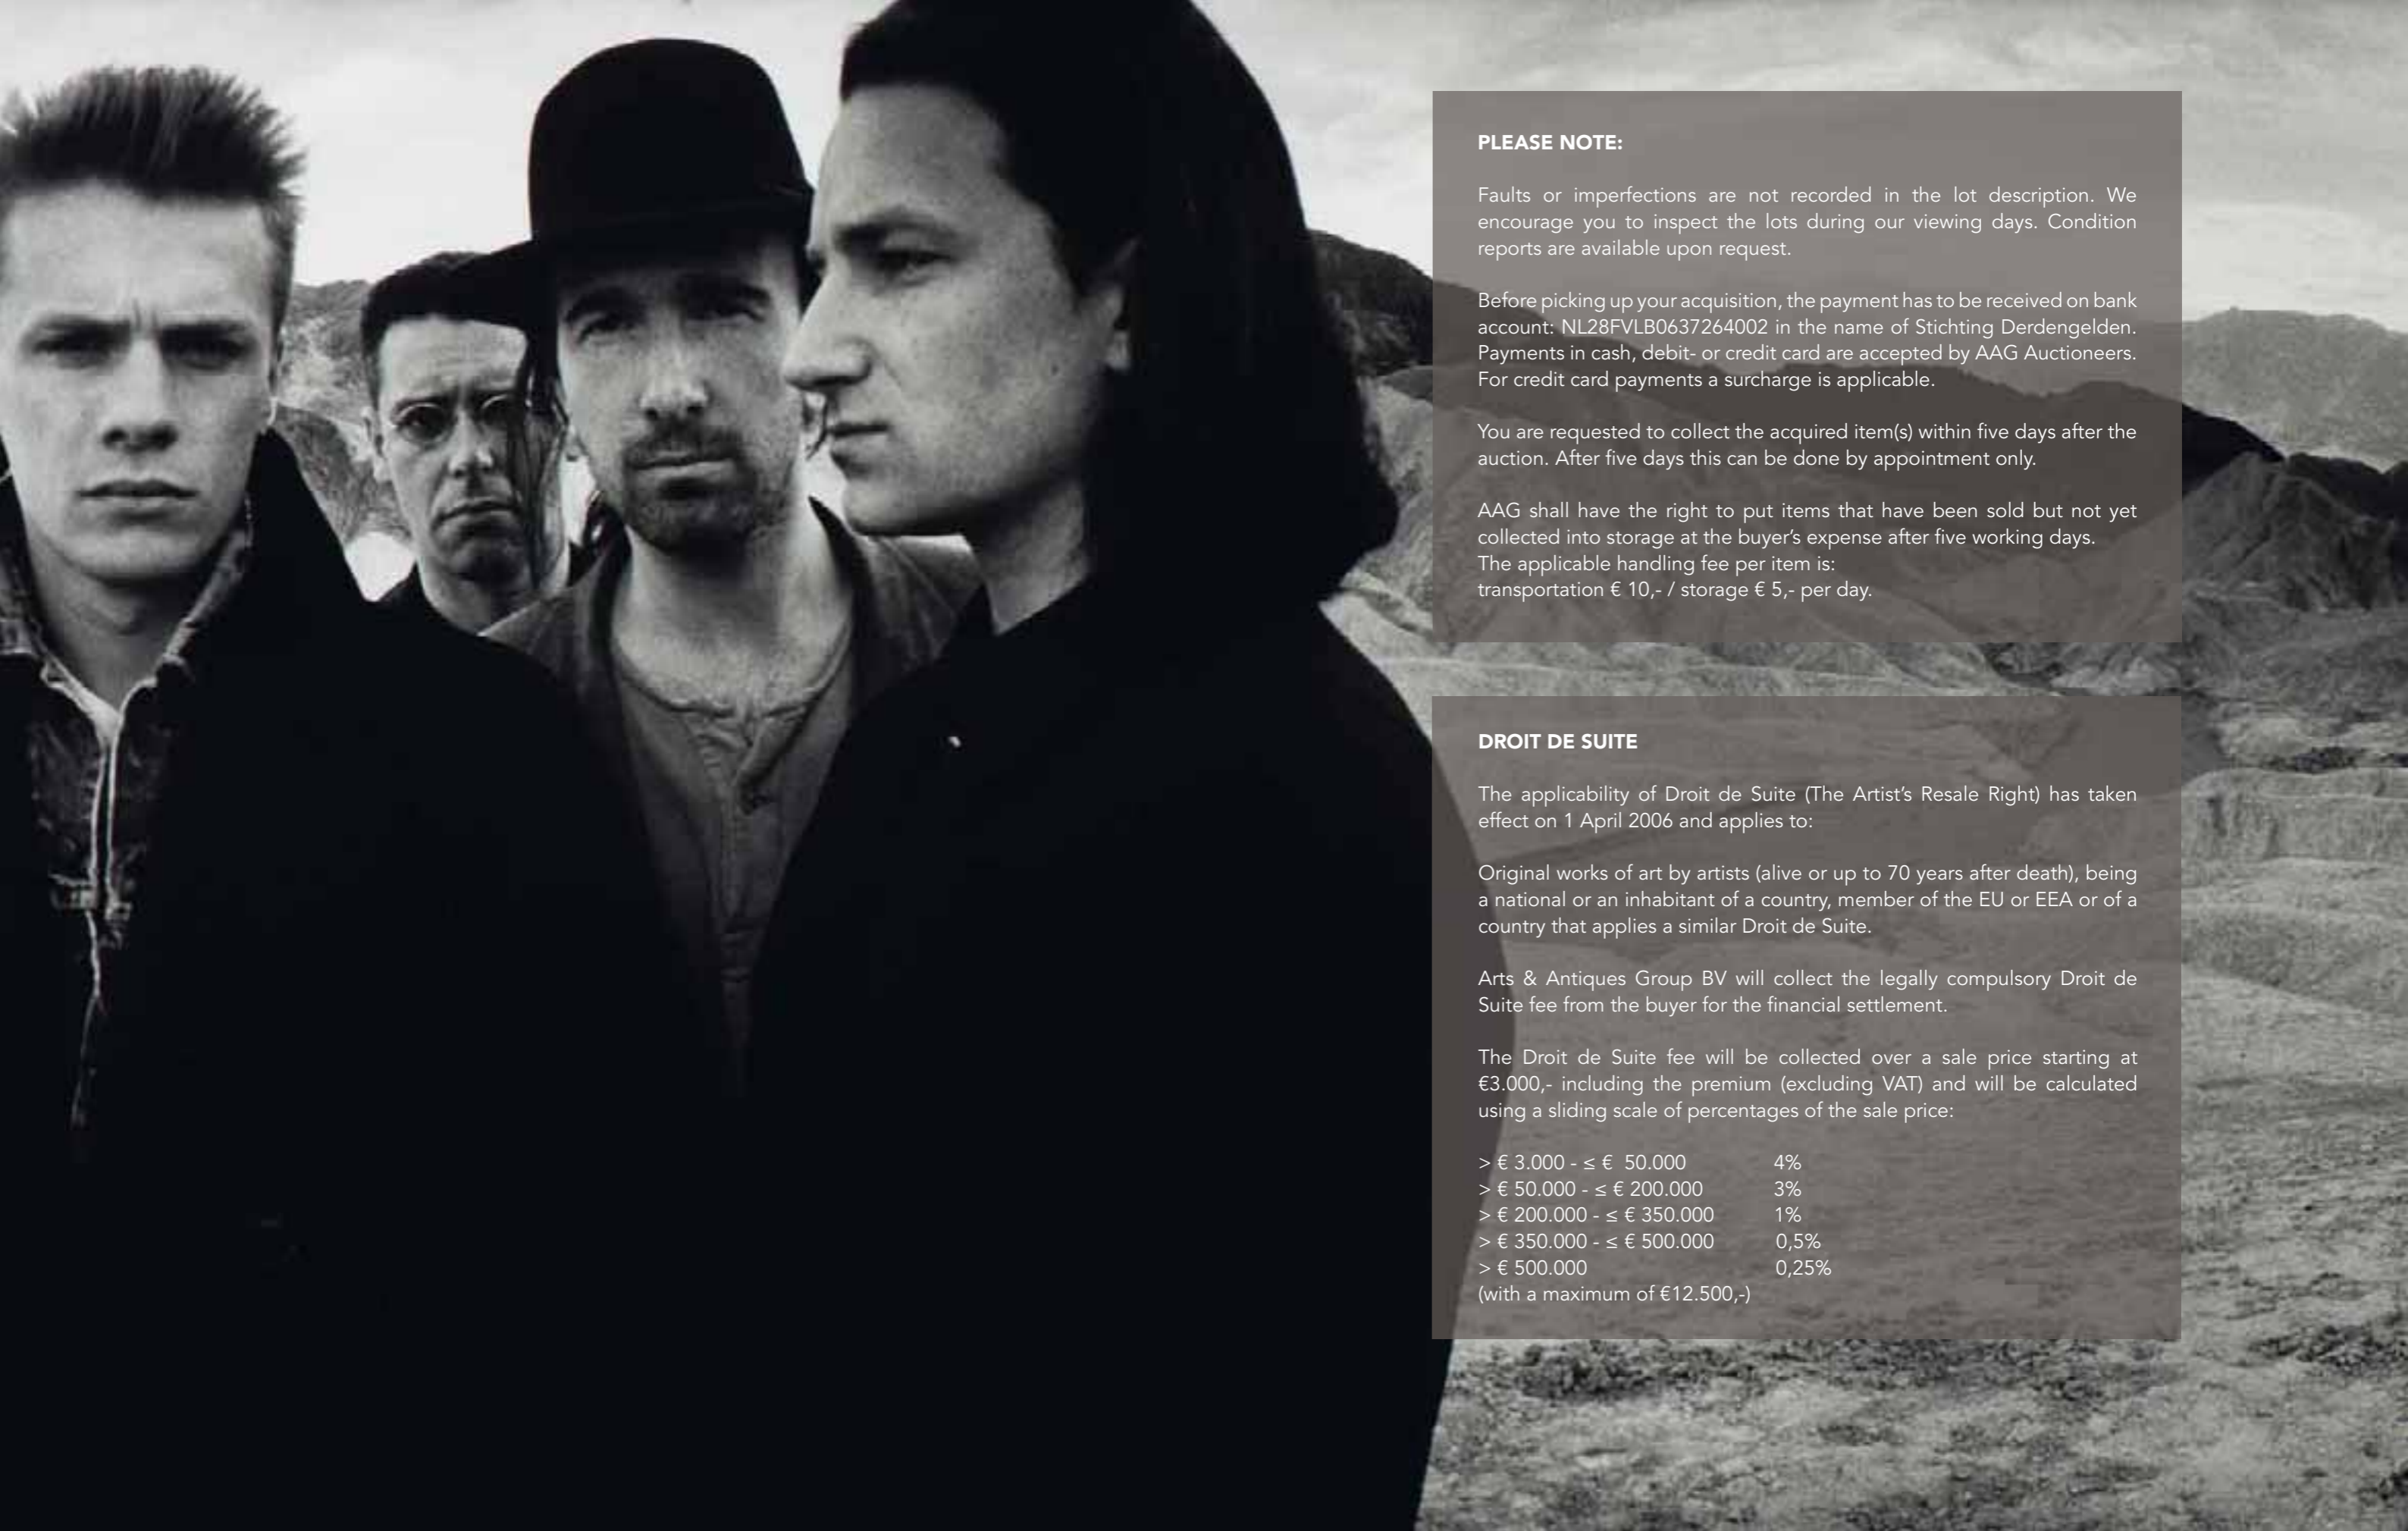 PLEASE NOTE:
Faults or imperfections are not recorded in the lot description. We
encourage you to inspect the lots during our viewing days. Condition
reports are available upon request.
Before picking up your acquisition, the payment has to be received on bank
account: NL28FVLB0637264002 in the name of Stichting Derdengelden.
Payments in cash, debit- or credit card are accepted by AAG Auctioneers.
For credit card payments a surcharge is applicable.
You are requested to collect the acquired item(s) within five days after the
auction. After five days this can be done by appointment only.
AAG shall have the right to put items that have been sold but not yet
collected into storage at the buyer’s expense after five working days.
The applicable handling fee per item is:
transportation € 10,- / storage € 5,- per day.
DROIT DE SUITE
The applicability of Droit de Suite (The Artist’s Resale Right) has taken
effect on 1 April 2006 and applies to:
Original works of art by artists (alive or up to 70 years after death), being
a national or an inhabitant of a country, member of the EU or EEA or of a
country that applies a similar Droit de Suite.
Arts & Antiques Group BV will collect the legally compulsory Droit de
Suite fee from the buyer for the financial settlement.
The Droit de Suite fee will be collected over a sale price starting at
€3.000,- including the premium (excluding VAT) and will be calculated
using a sliding scale of percentages of the sale price:
> € 3.000 - ≤ € 50.000 4%
> € 50.000 - ≤ € 200.000 3%
> € 200.000 - ≤ € 350.000 1%
> € 350.000 - ≤ € 500.000 0,5%
> € 500.000 0,25%
(with a maximum of €12.500,-)